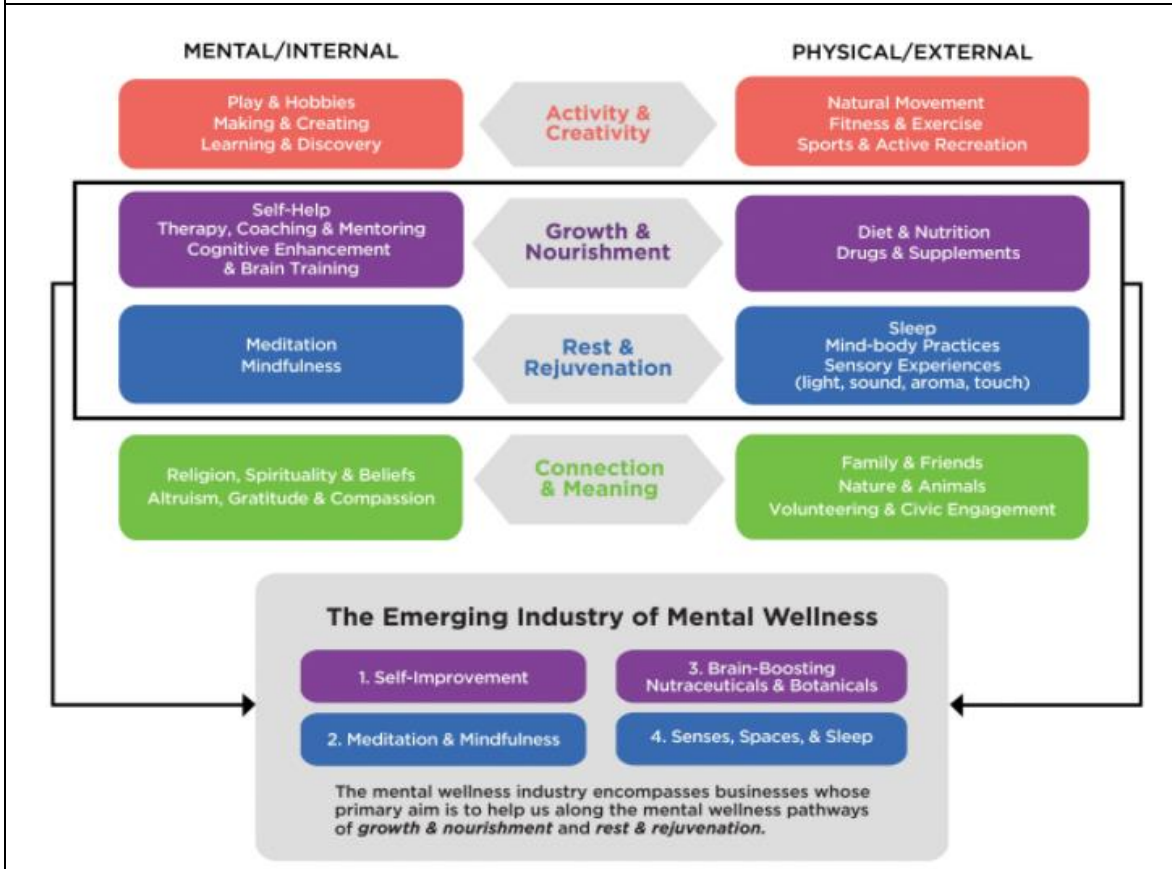 MENTAL/INTERNAL
PHYSICAL/EXTERNAL
Play & Hobbies
Making & Creating
Learning & Discovery
Activity &
Creativity
Natural Movement
Fitness & Exercise
Sports & Active Recreation
Self-Help
Therapy, Coaching & Mentoring
Cognitive Enhancement
& Brain Training
Growth &
Nourishment
Diet & Nutrition
Drugs & Supplements
Meditation
Mindfulness
Rest &
Rejuvenation
Sleep
Mind-body Practices
Sensory Experiences
(light, sound, aroma, touch)
Religion, Spirituality & Beliefs
Altruism, Gratitude & Compassion
Connection
& Meaning
Family & Friends
Nature & Animals
Volunteering & Civic Engagement
The Emerging Industry of Mental Wellness
1. Self-Improvement
3. Brain-Boosting
Nutraceuticals & Botanicals
2. Meditation & Mindfulness
4. Senses, Spaces, & Sleep
The mental wellness industry encompasses businesses whose
primary aim is to help us along the mental wellness pathways
of growth & nourishment and rest & rejuvenation.